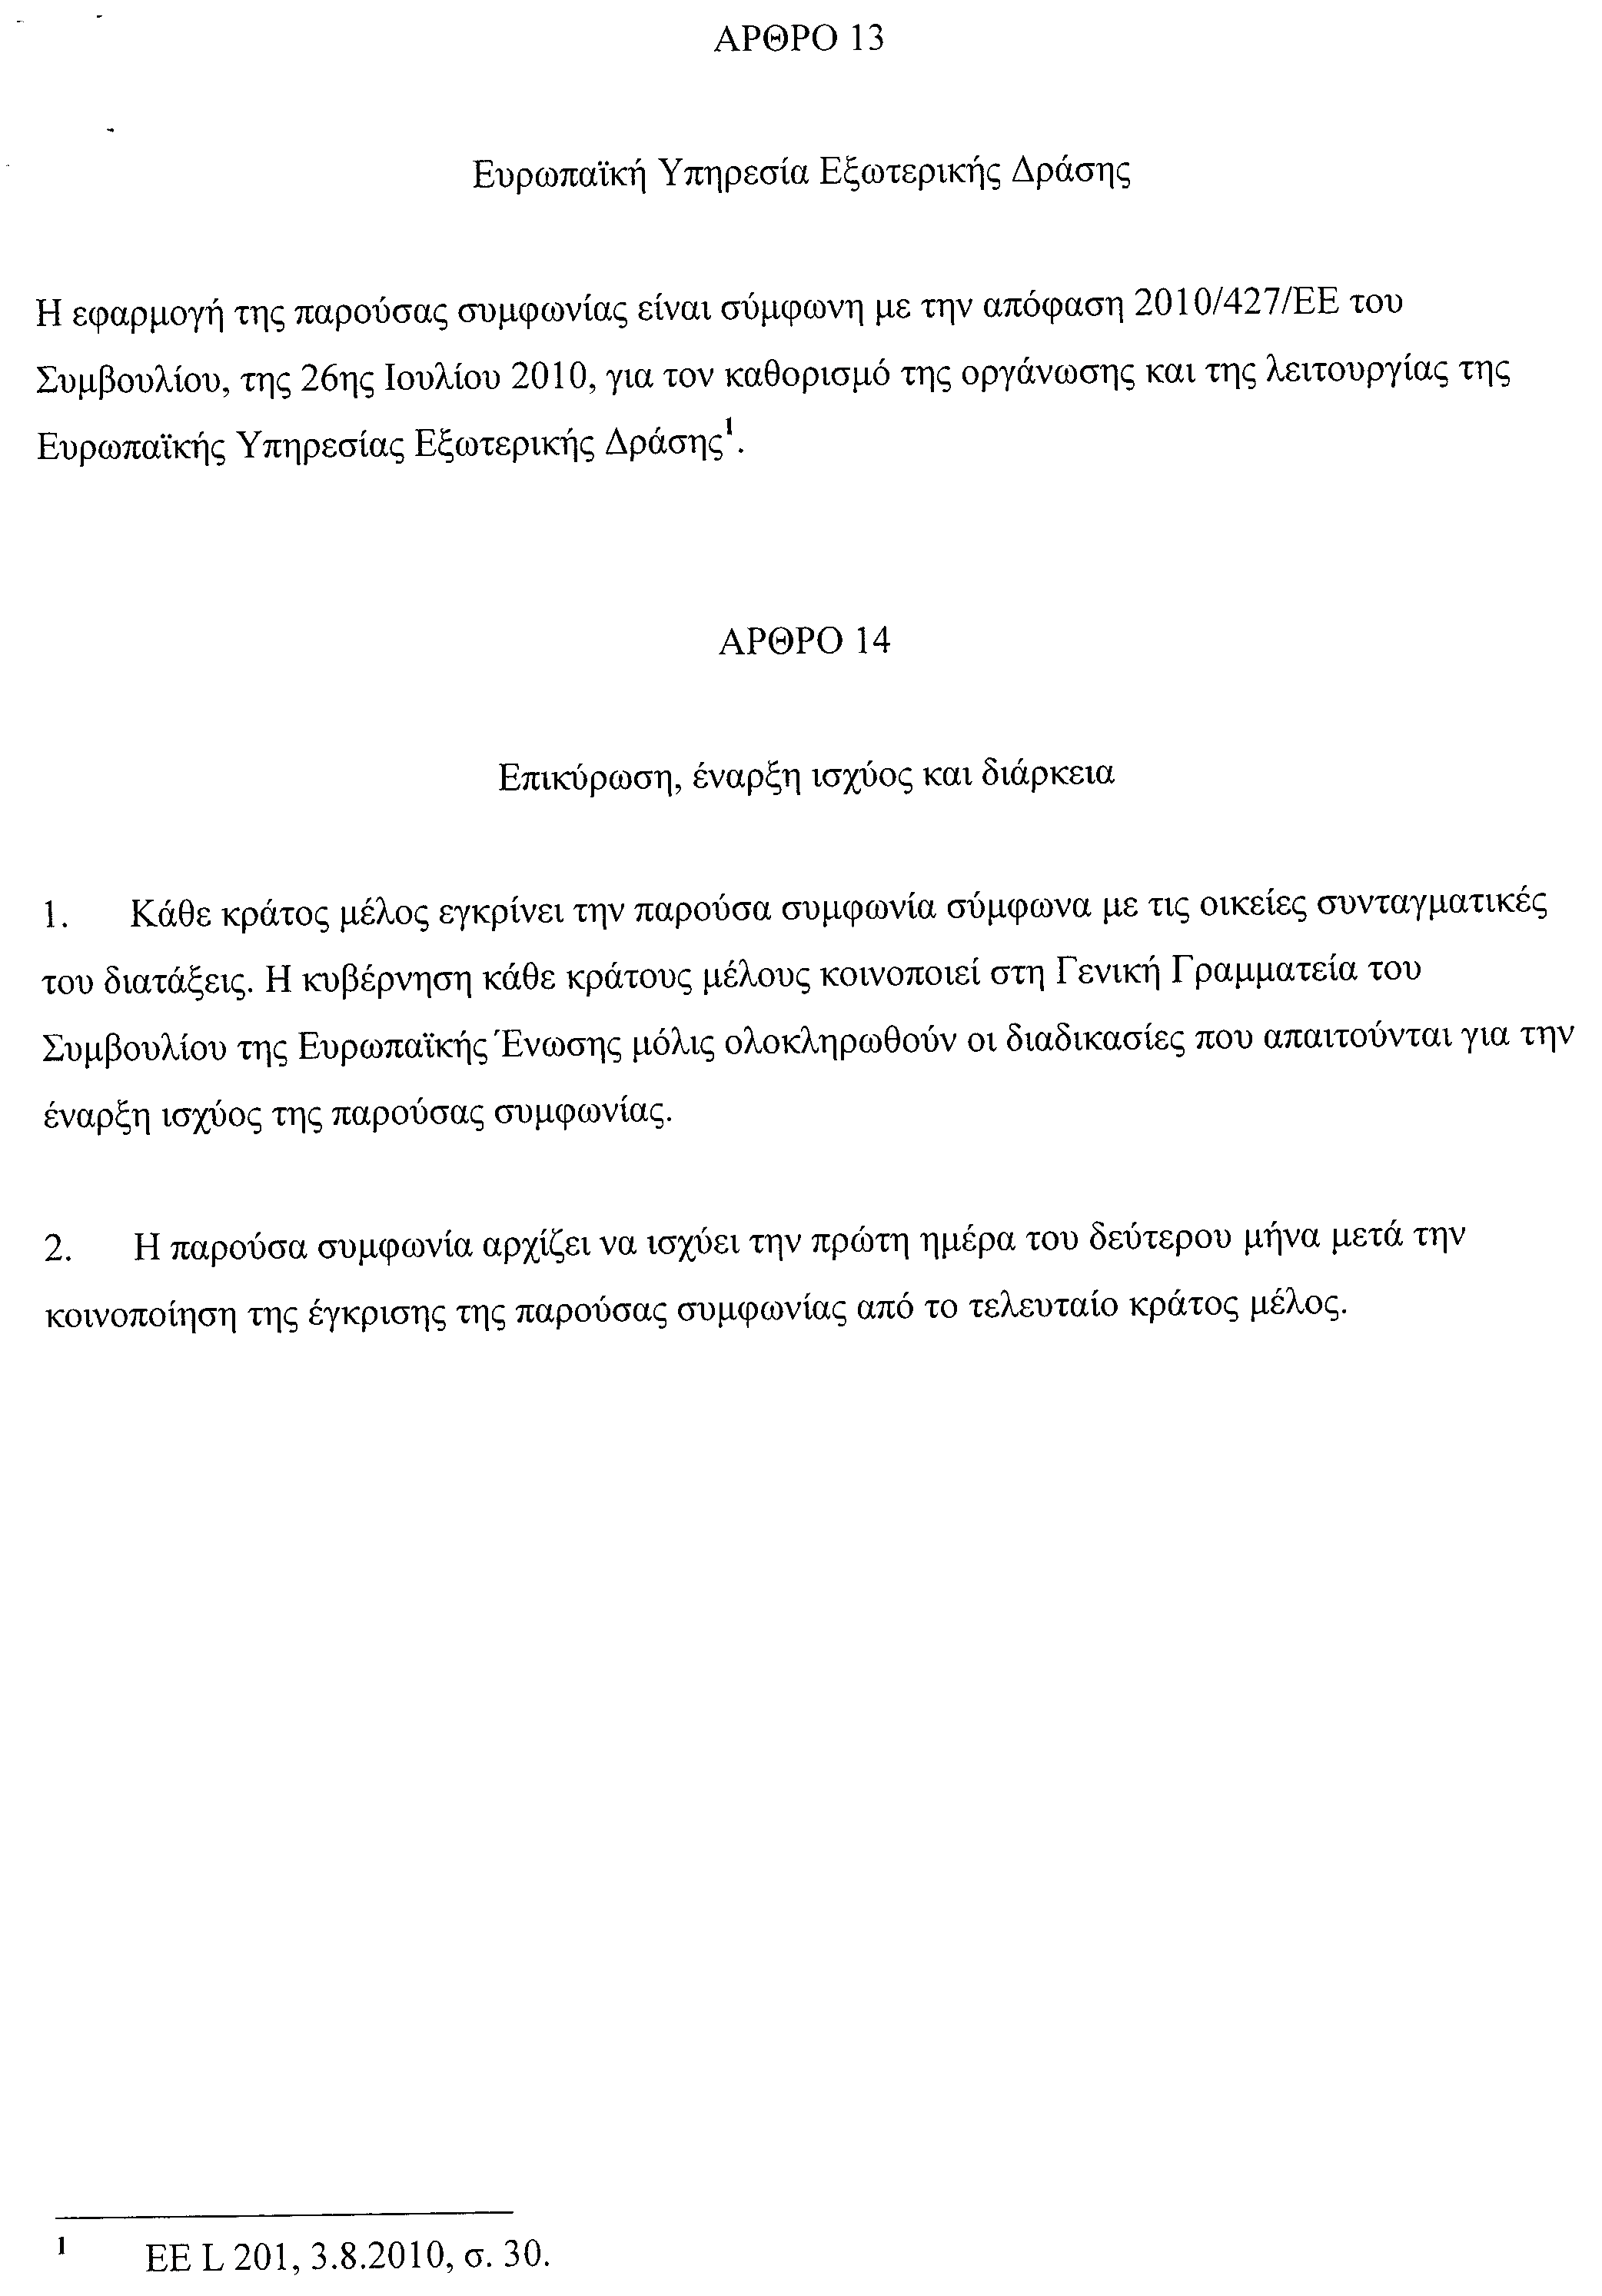 ΑΡΘΡΟ 13
Ευρωπαϊκή Υπηρεσία Εξωτερικής Δράσης
Η εφαρμογή της παρούσας συμφωνίας είναι σύμφωνη με την απόφαση 2010/427/ΕΕ του
Συμβουλίου, της 26ης Ιουλίου 2010, για τον καθορισμό της οργάνωσης και της λειτουργίας της
Ευρωπαϊκής Υπηρεσίας Εξωτερικής Δράσης¹.
ΑΡΘΡΟ 14
Επικύρωση, έναρξη ισχύος και διάρκεια
1. Κάθε κράτος μέλος εγκρίνει την παρούσα συμφωνία σύμφωνα με τις οικείες συνταγματικές
του διατάξεις. Η κυβέρνηση κάθε κράτους μέλους κοινοποιεί στη Γενική Γραμματεία του
Συμβουλίου της Ευρωπαϊκής Ένωσης μόλις ολοκληρωθούν οι διαδικασίες που απαιτούνται για την
έναρξη ισχύος της παρούσας συμφωνίας.
2. Η παρούσα συμφωνία αρχίζει να ισχύει την πρώτη ημέρα του δεύτερου μήνα μετά την
κοινοποίηση της έγκρισης της παρούσας συμφωνίας από το τελευταίο κράτος μέλος.
¹ ΕΕ L 201, 3.8.2010, σ. 30.